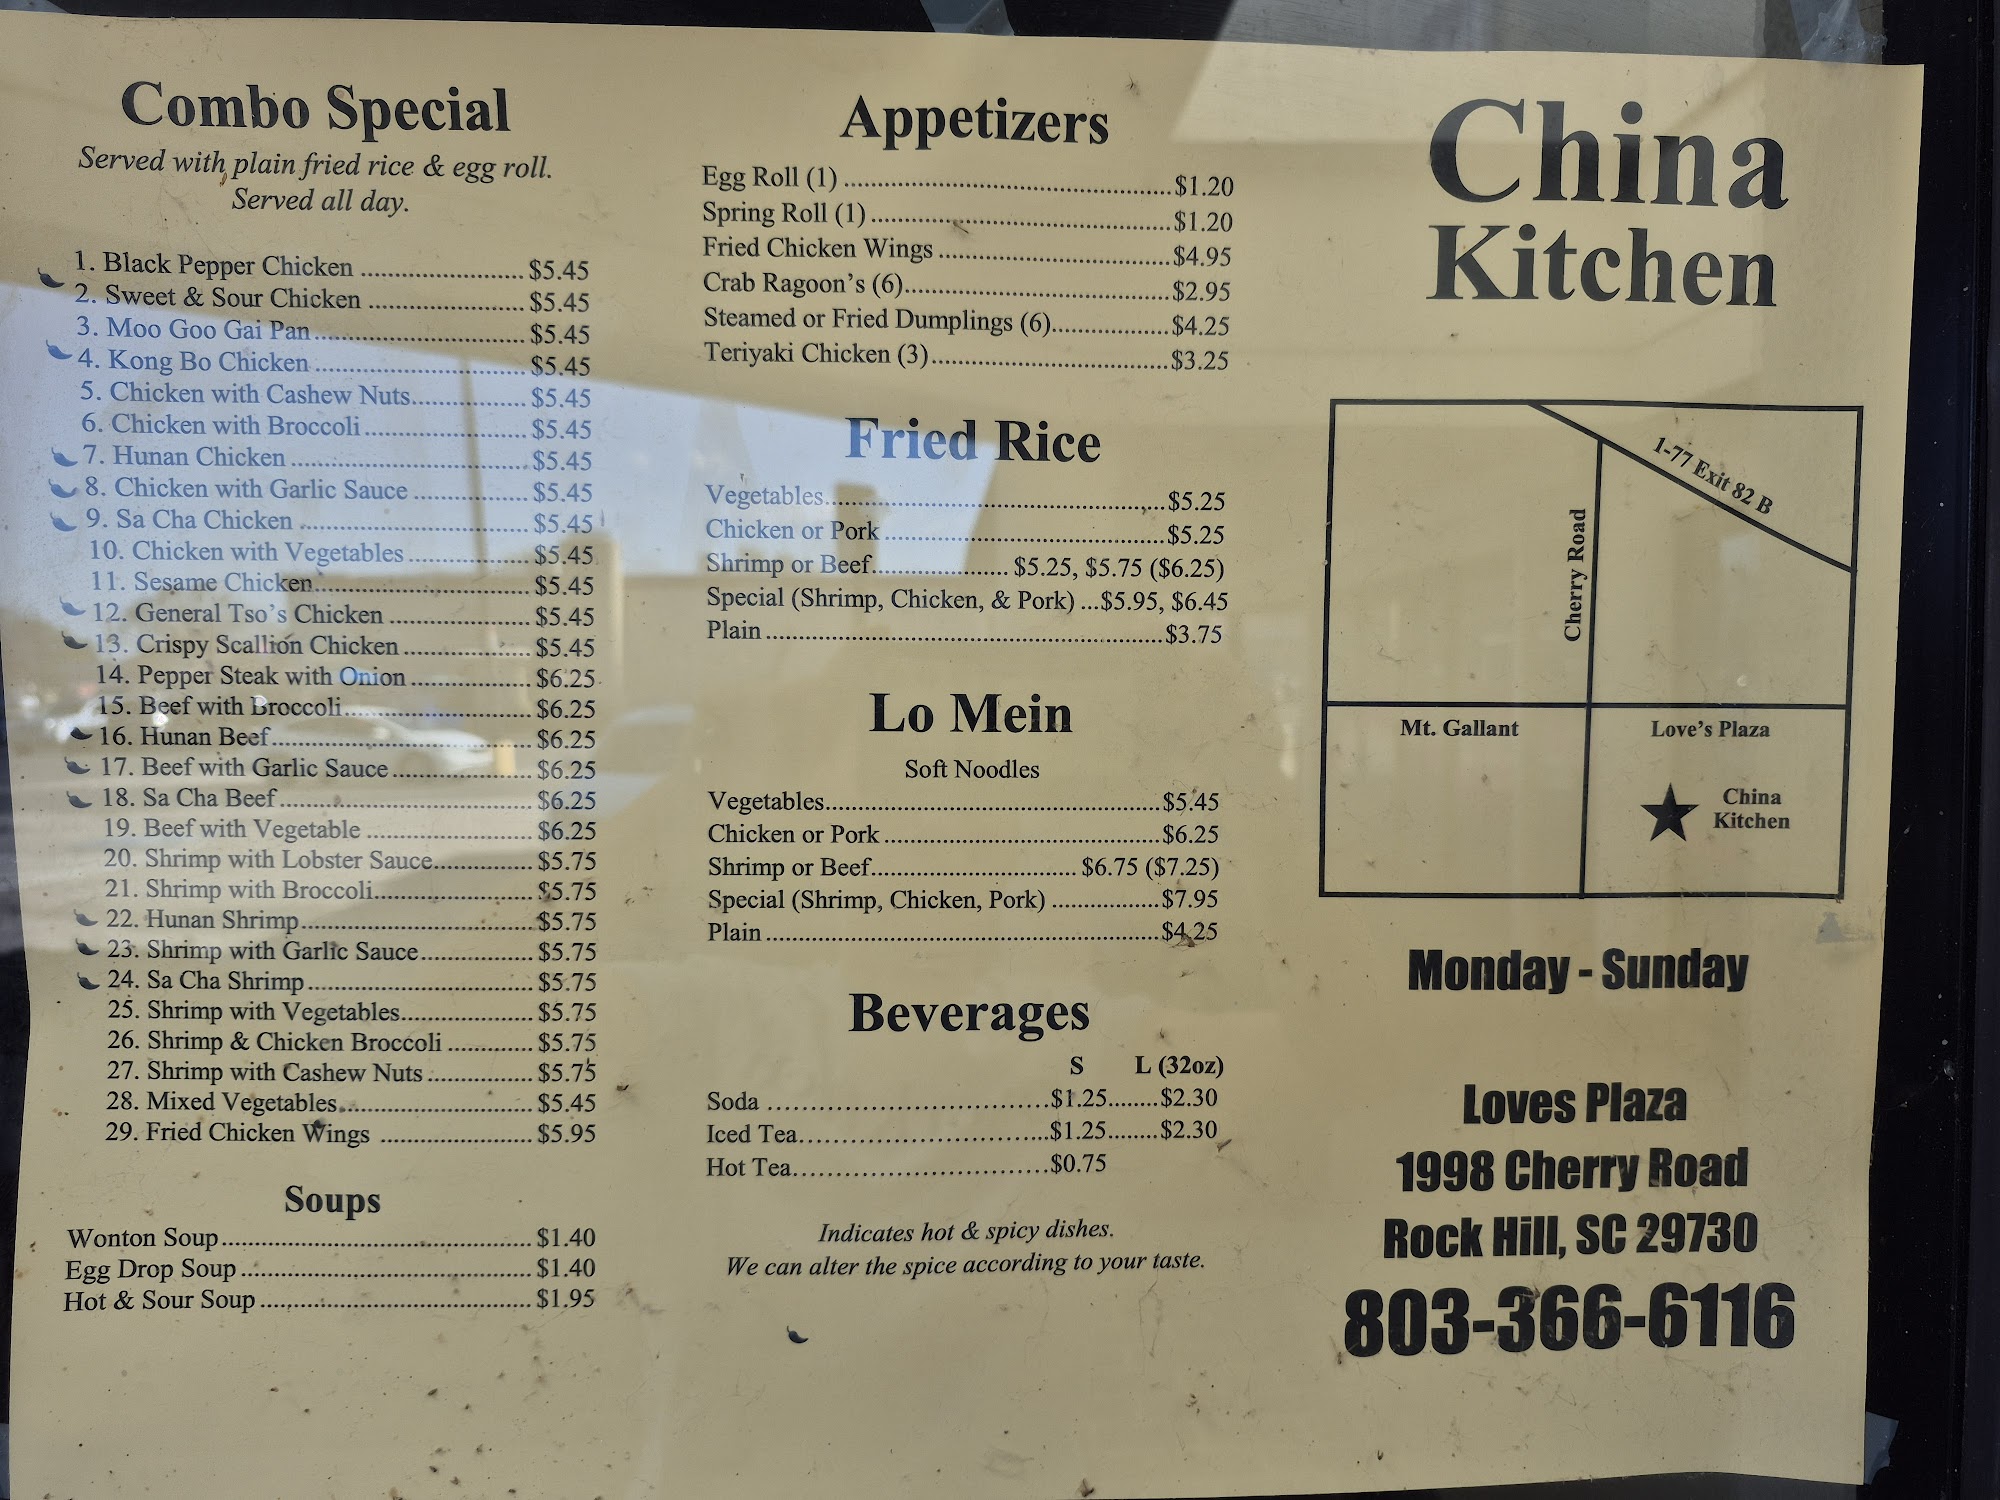 Combo Special
Served with plain fried rice & egg roll.
Served all day.
1. Black Pepper Chicken ........................ $5.45
2. Sweet & Sour Chicken ....................... $5.45
3. Moo Goo Gai Pan ............................... $5.45
4. Kong Bo Chicken ............................... $5.45
5. Chicken with Cashew Nuts................. $5.45
6. Chicken with Broccoli ........................ $5.45
7. Hunan Chicken ................................... $5.45
8. Chicken with Garlic Sauce ................. $5.45
9. Sa Cha Chicken .................................. $5.45
10. Chicken with Vegetables .................. $5.45
11. Sesame Chicken................................ $5.45
12. General Tso's Chicken ..................... $5.45
13. Crispy Scallion Chicken ................... $5.45
14. Pepper Steak with Onion .................. $6.25
15. Beef with Broccoli............................ $6.25
16. Hunan Beef....................................... $6.25
17. Beef with Garlic Sauce ..................... $6.25
18. Sa Cha Beef...................................... $6.25
19. Beef with Vegetable ......................... $6.25
20. Shrimp with Lobster Sauce............... $5.75
21. Shrimp with Broccoli........................ $5.75
22. Hunan Shrimp................................... $5.75
23. Shrimp with Garlic Sauce................. $5.75
24. Sa Cha Shrimp .................................. $5.75
25. Shrimp with Vegetables.................... $5.75
26. Shrimp & Chicken Broccoli ............. $5.75
27. Shrimp with Cashew Nuts ................ $5.75
28. Mixed Vegetables............................. $5.45
29. Fried Chicken Wings ....................... $5.95
Soups
Wonton Soup .............................................. $1.40
Egg Drop Soup ........................................... $1.40
Hot & Sour Soup ........................................ $1.95
Appetizers
Egg Roll (1) ................................................ $1.20
Spring Roll (1) ............................................ $1.20
Fried Chicken Wings .................................. $4.95
Crab Ragoon's (6)....................................... $2.95
Steamed or Fried Dumplings (6)................. $4.25
Teriyaki Chicken (3)................................... $3.25
Fried Rice
Vegetables.................................................. $5.25
Chicken or Pork ......................................... $5.25
Shrimp or Beef.................... $5.25, $5.75 ($6.25)
Special (Shrimp, Chicken, & Pork) ...$5.95, $6.45
Plain ........................................................... $3.75
Lo Mein
Soft Noodles
Vegetables.................................................. $5.45
Chicken or Pork ......................................... $6.25
Shrimp or Beef............................... $6.75 ($7.25)
Special (Shrimp, Chicken, Pork) ................ $7.95
Plain ........................................................... $4.25
Beverages
S L (32oz)
Soda ....................................$1.25........$2.30
Iced Tea................................$1.25........$2.30
Hot Tea.................................$0.75
Indicates hot & spicy dishes.
We can alter the spice according to your taste.
China
Kitchen
1-77 Exit 82 B
Cherry Road
Mt. Gallant
Love's Plaza
China
Kitchen
Monday - Sunday
Loves Plaza
1998 Cherry Road
Rock Hill, SC 29730
803-366-6116